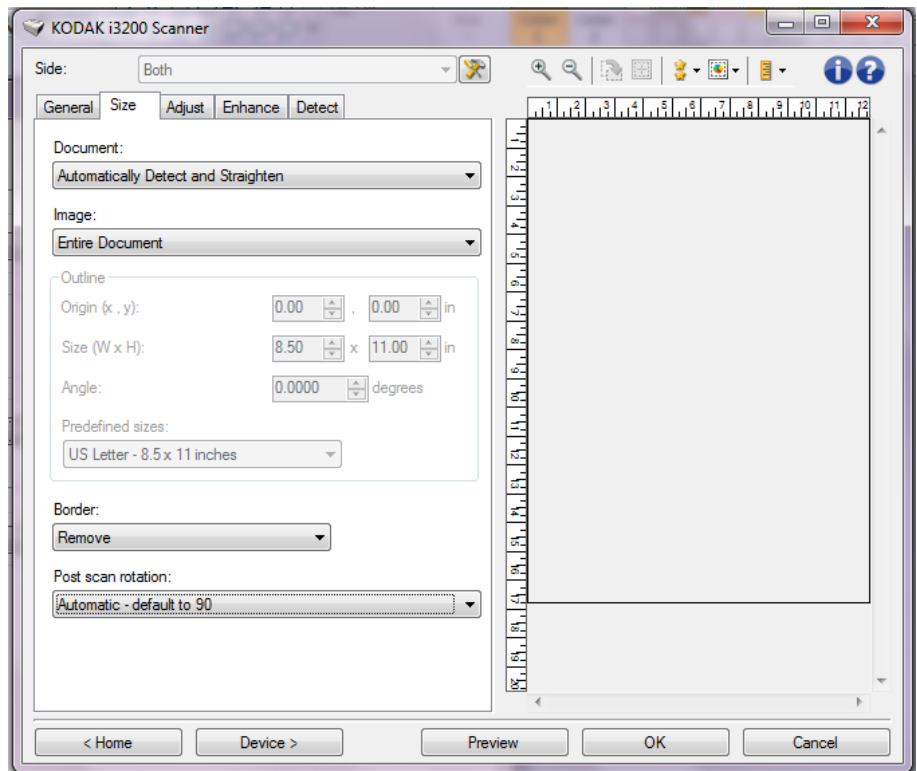 KODAK i3200 Scanner
Side: Both
General Size Adjust Enhance Detect
Document:
Automatically Detect and Straighten
Image:
Entire Document
Outline
Origin (x , y): 0.00 , 0.00 in
Size (W x H): 8.50 x 11.00 in
Angle: 0.0000 degrees
Predefined sizes:
US Letter - 8.5 x 11 inches
Border:
Remove
Post scan rotation:
Automatic - default to 90
1 2 3 4 5 6 7 8 9 10 11 12
1
2
3
4
5
6
7
8
9
10
11
12
13
14
15
16
17
18
19
20
< Home Device > Preview OK Cancel